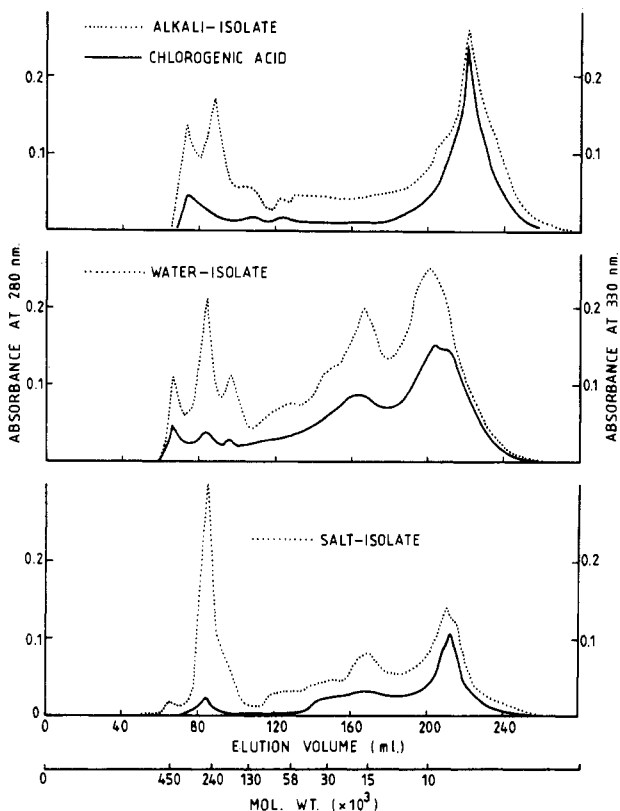 ALKALI-ISOLATE
CHLOROGENIC ACID
0.2
0.2
0.1
0.1
WATER-ISOLATE
0.2
0.2
0.1
0.1
ABSORBANCE AT 280 nm.
ABSORBANCE AT 330 nm.
SALT-ISOLATE
0.2
0.2
0.1
0.1
0
0 40 80 120 160 200 240
ELUTION VOLUME (ml.)
0 450 240 130 58 30 15 10
MOL. WT. (×10³)